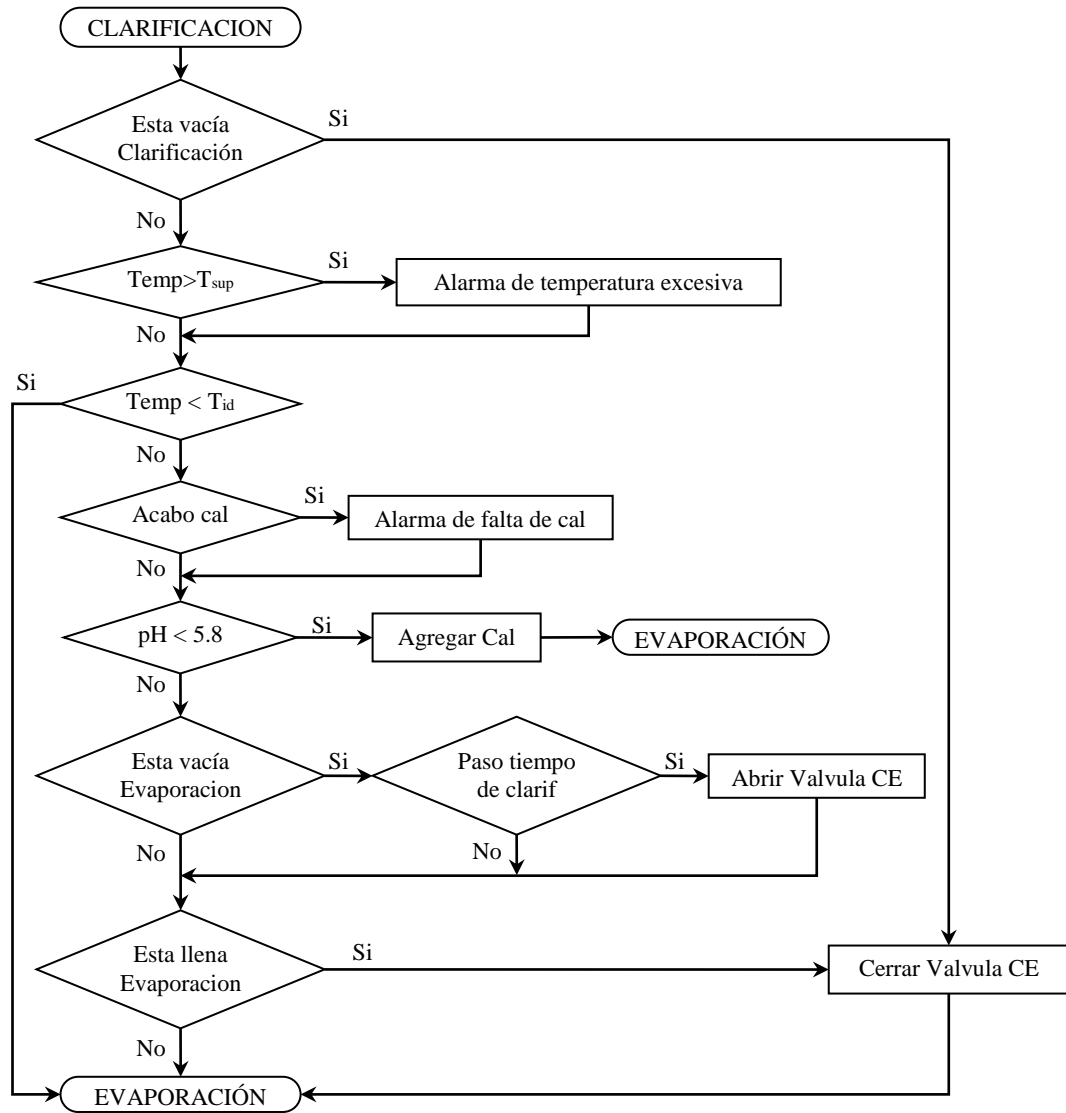 CLARIFICACION
Esta vacía
Clarificación
Si
No
Temp>Tsup
Si
Alarma de temperatura excesiva
No
Si
Temp < Tid
No
Acabo cal
Si
Alarma de falta de cal
No
pH < 5.8
Si
Agregar Cal
EVAPORACIÓN
No
Esta vacía
Evaporacion
Si
Paso tiempo
de clarif
Si
Abrir Valvula CE
No
No
Esta llena
Evaporacion
Si
Cerrar Valvula CE
No
EVAPORACIÓN